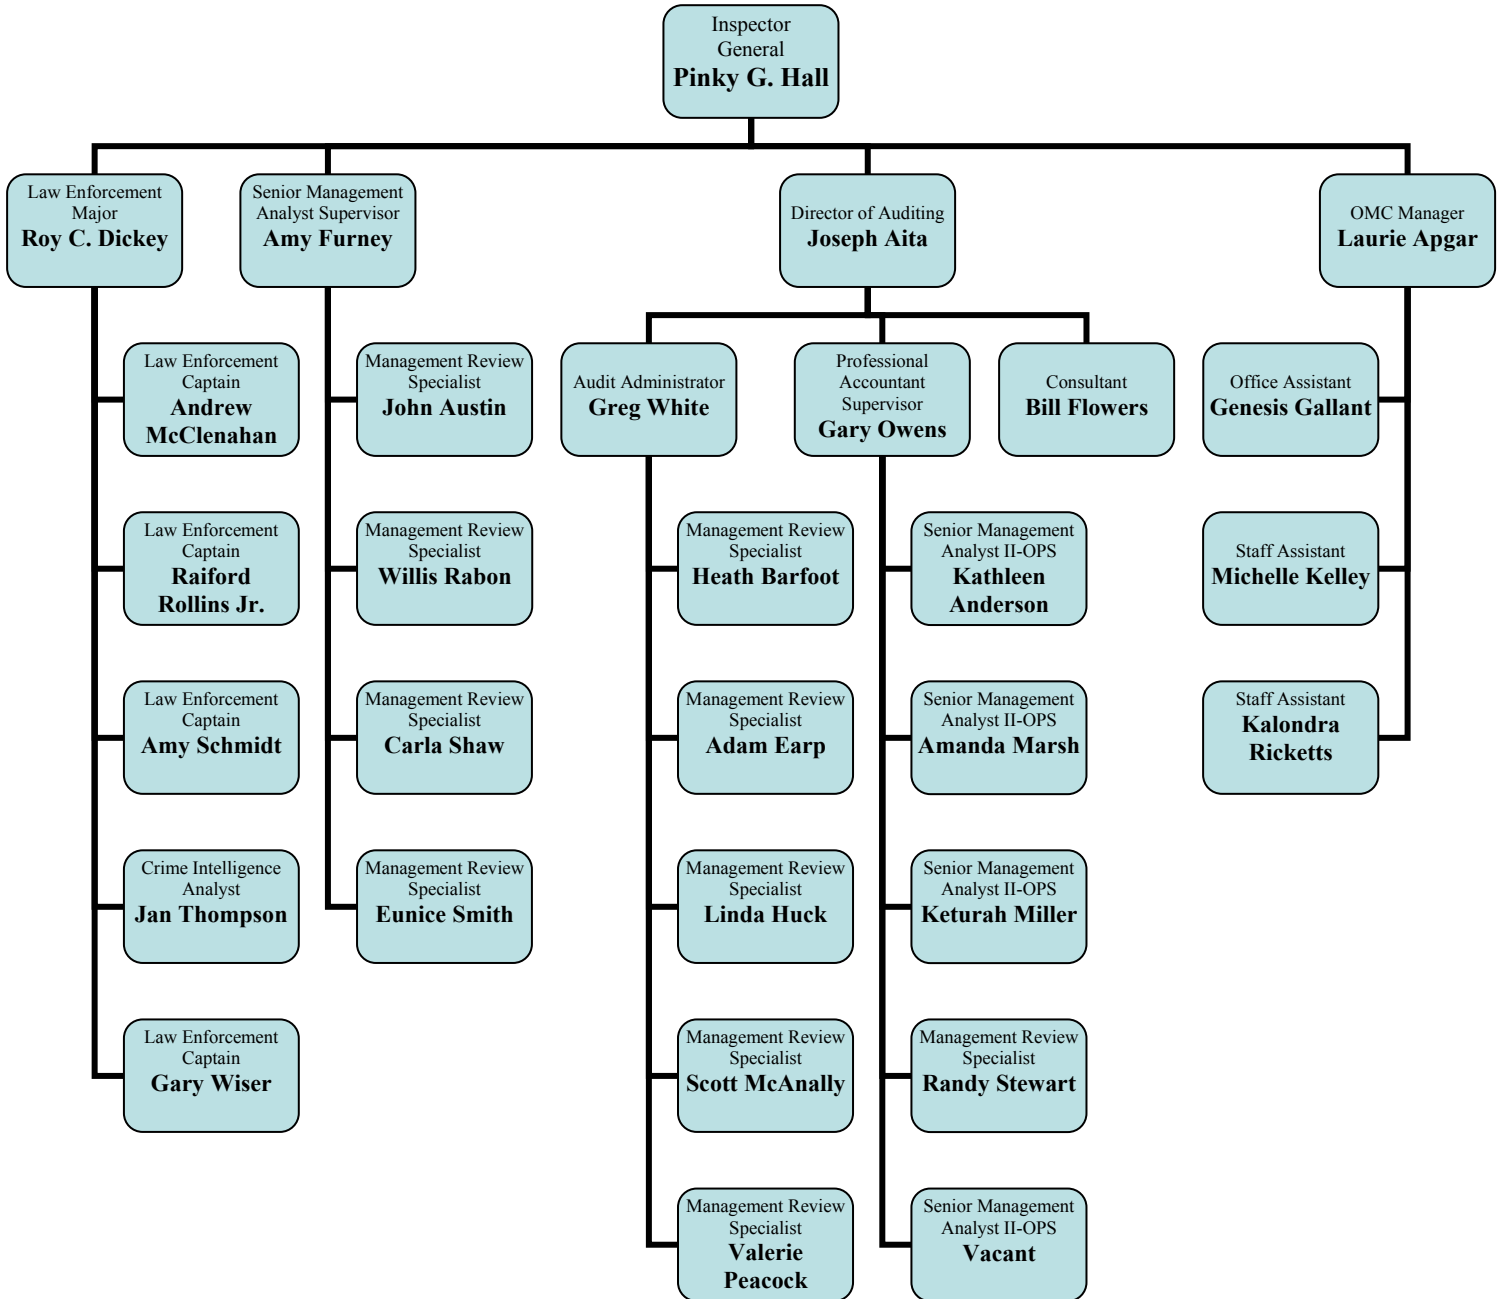 Inspector
General
Pinky G. Hall
Law Enforcement
Major
Roy C. Dickey
Senior Management
Analyst Supervisor
Amy Furney
Director of Auditing
Joseph Aita
OMC Manager
Laurie Apgar
Law Enforcement
Captain
Andrew
McClenahan
Law Enforcement
Captain
Raiford
Rollins Jr.
Law Enforcement
Captain
Amy Schmidt
Crime Intelligence
Analyst
Jan Thompson
Law Enforcement
Captain
Gary Wiser
Management Review
Specialist
John Austin
Management Review
Specialist
Willis Rabon
Management Review
Specialist
Carla Shaw
Management Review
Specialist
Eunice Smith
Audit Administrator
Greg White
Management Review
Specialist
Heath Barfoot
Management Review
Specialist
Adam Earp
Management Review
Specialist
Linda Huck
Management Review
Specialist
Scott McAnally
Management Review
Specialist
Valerie
Peacock
Professional
Accountant
Supervisor
Gary Owens
Senior Management
Analyst II-OPS
Kathleen
Anderson
Senior Management
Analyst II-OPS
Amanda Marsh
Senior Management
Analyst II-OPS
Keturah Miller
Management Review
Specialist
Randy Stewart
Senior Management
Analyst II-OPS
Vacant
Consultant
Bill Flowers
Office Assistant
Genesis Gallant
Staff Assistant
Michelle Kelley
Staff Assistant
Kalondra
Ricketts